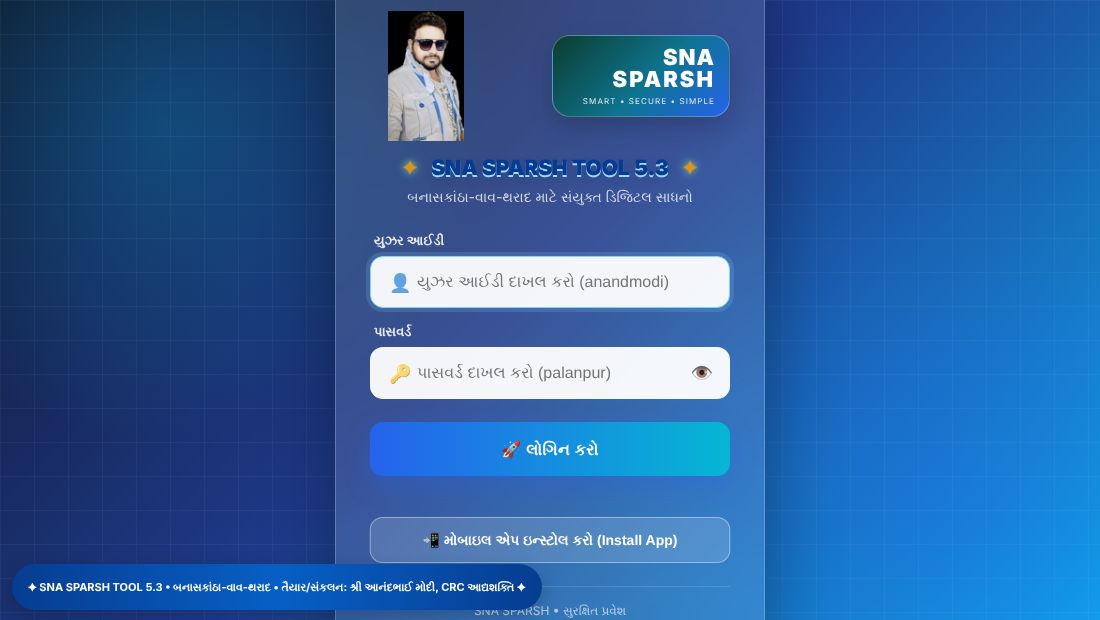 SNA
SPARSH
SMART • SECURE • SIMPLE
✦ SNA SPARSH TOOL 5.3 ✦
બનાસકાંઠા-વાવ-થરાદ માટે સંયુક્ત ડિજિટલ સાધનો
યુઝર આઈડી
👤 યુઝર આઈડી દાખલ કરો (anandmodi)
પાસવર્ડ
🔑 પાસવર્ડ દાખલ કરો (palanpur)
🚀 લોગિન કરો
📲 મોબાઇલ એપ ઇન્સ્ટોલ કરો (Install App)
✦ SNA SPARSH TOOL 5.3 • બનાસકાંઠા-વાવ-થરાદ • તૈયાર/સંકલન: શ્રી આનંદભાઈ મોદી, CRC આદ્યશક્તિ ✦
SNA SPARSH • સુરક્ષિત પ્રવેશ